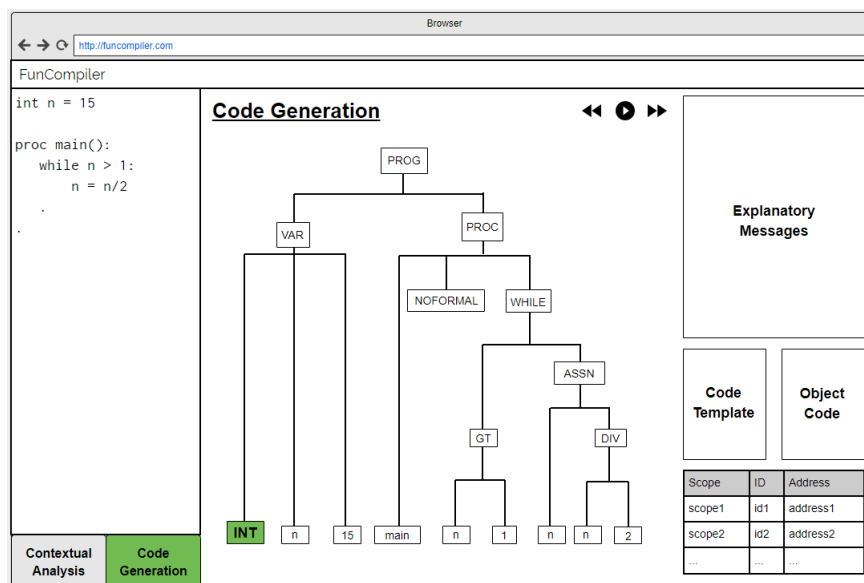 Browser
http://funcompiler.com
FunCompiler
int n = 15
proc main():
while n > 1:
n = n/2
.
.
Contextual
Analysis
Code
Generation
Code Generation
PROG
VAR
PROC
NOFORMAL
WHILE
ASSN
GT
DIV
INT
n
15
main
n
1
n
n
2
Explanatory
Messages
Code
Template
Object
Code
Scope ID Address
scope1 id1 address1
scope2 id2 address2
... ... ...